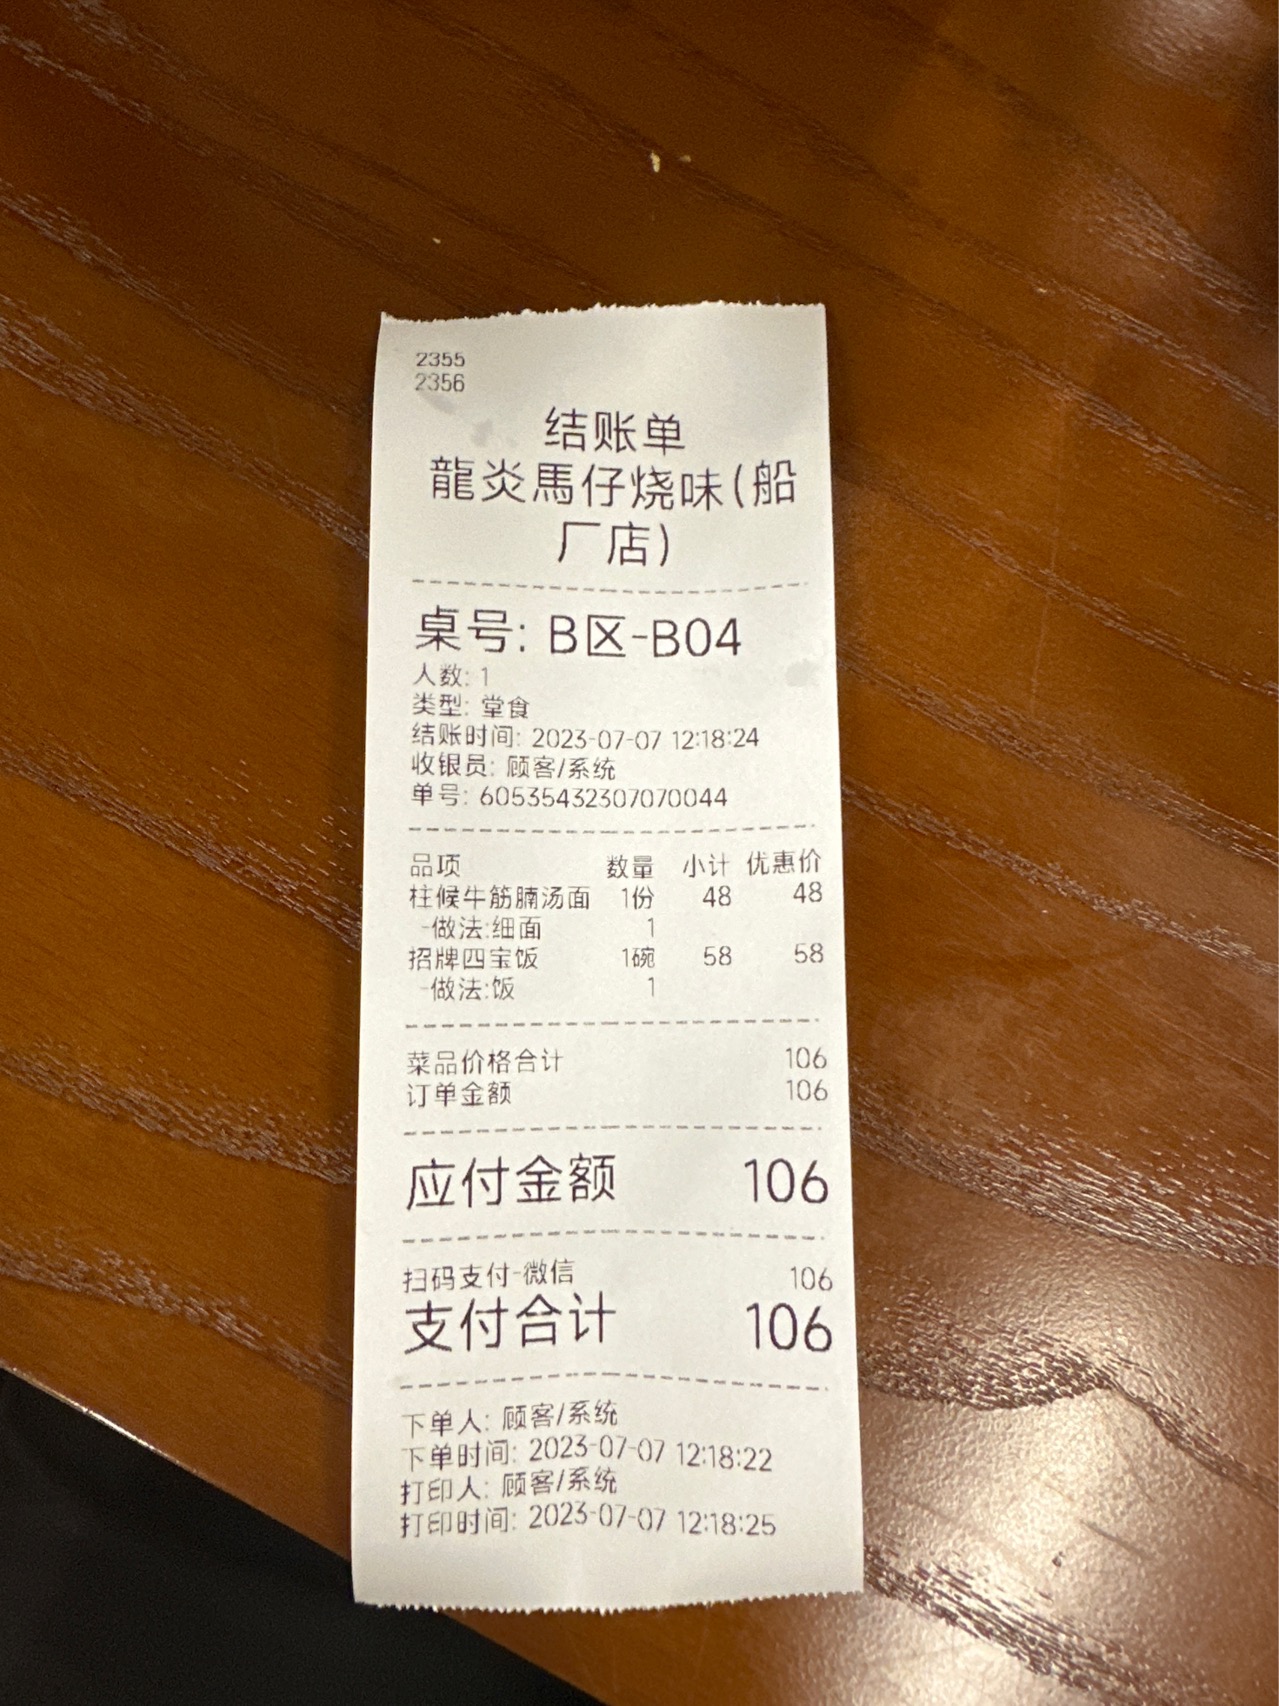 2355
2356
结账单
龍炎馬仔烧味(船
厂店)
桌号: B区-B04
人数: 1
类型: 堂食
结账时间: 2023-07-07 12:18:24
收银员: 顾客/系统
单号: 605354432307070044
品项 数量 小计 优惠价
柱候牛筋腩汤面 1份 48 48
-做法:细面 1
招牌四宝饭 1碗 58 58
-做法:饭 1
菜品价格合计 106
订单金额 106
应付金额 106
扫码支付-微信 106
支付合计 106
下单人: 顾客/系统
下单时间: 2023-07-07 12:18:22
打印人: 顾客/系统
打印时间: 2023-07-07 12:18:25